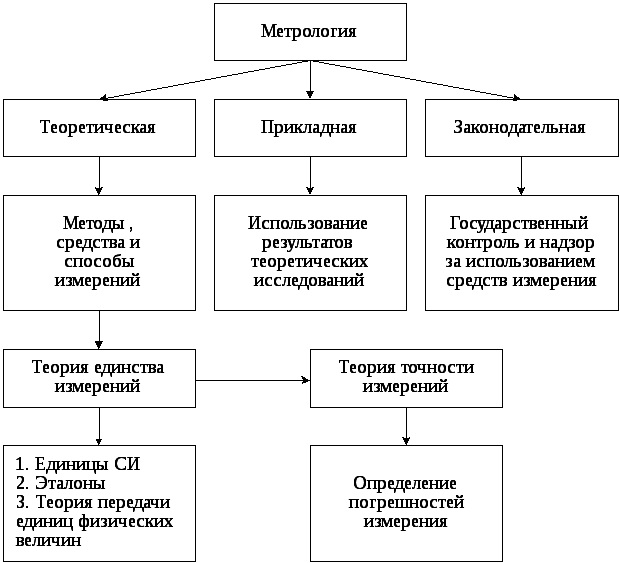 Метрология
Теоретическая
Прикладная
Законодательная
Методы ,
средства и
способы
измерений
Использование
результатов
теоретических
исследований
Государственный
контроль и надзор
за использованием
средств измерения
Теория единства
измерений
Теория точности
измерений
1. Единицы СИ
2. Эталоны
3. Теория передачи
единиц физических
величин
Определение
погрешностей
измерения